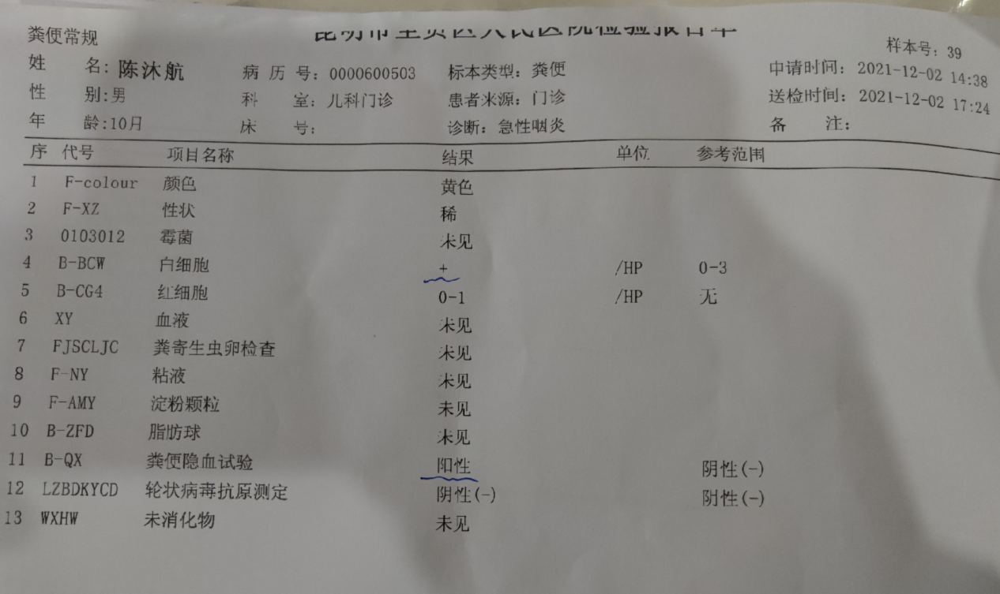 粪便常规
样本号: 39
姓 名: 陈沐航 病 历 号: 0000600503 标本类型: 粪便 申请时间: 2021-12-02 14:38
性 别:男 科 室: 儿科门诊 患者来源: 门诊 送检时间: 2021-12-02 17:24
年 龄:10月 床 号: 诊断: 急性咽炎 备 注:
序 代号 项目名称 结果 单位 参考范围
1 F-colour 颜色 黄色
2 F-XZ 性状 稀
3 0103012 霉菌 未见
4 B-BCW 白细胞 + /HP 0-3
5 B-CG4 红细胞 0-1 /HP 无
6 XY 血液 未见
7 FJSCLJC 粪寄生虫卵检查 未见
8 F-NY 粘液 未见
9 F-AMY 淀粉颗粒 未见
10 B-ZFD 脂肪球 未见
11 B-QX 粪便隐血试验 阳性 阴性(-)
12 LZBDKYCD 轮状病毒抗原测定 阴性(-) 阴性(-)
13 WXHW 未消化物 未见